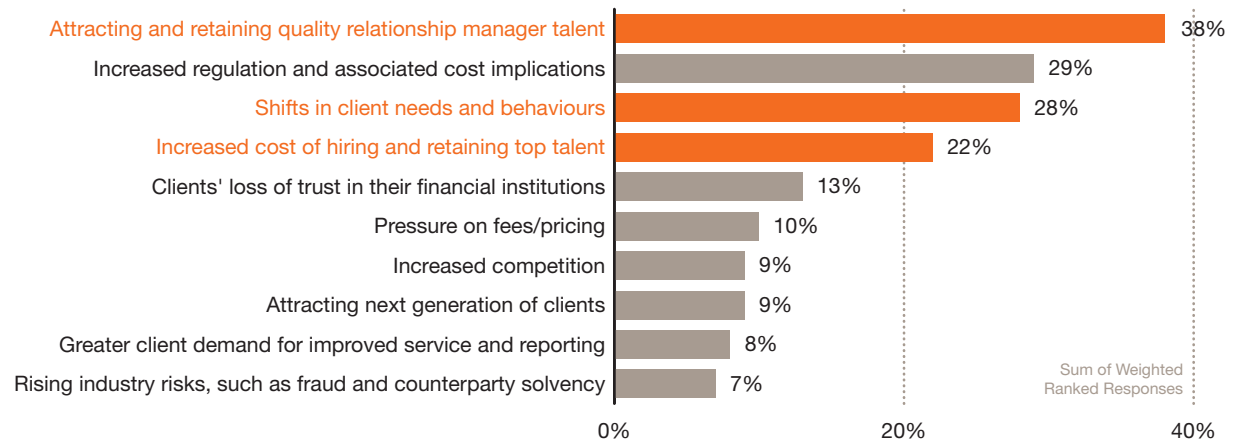 Attracting and retaining quality relationship manager talent 38%
Increased regulation and associated cost implications 29%
Shifts in client needs and behaviours 28%
Increased cost of hiring and retaining top talent 22%
Clients' loss of trust in their financial institutions 13%
Pressure on fees/pricing 10%
Increased competition 9%
Attracting next generation of clients 9%
Greater client demand for improved service and reporting 8%
Rising industry risks, such as fraud and counterparty solvency 7%
Sum of Weighted
Ranked Responses
0% 20% 40%